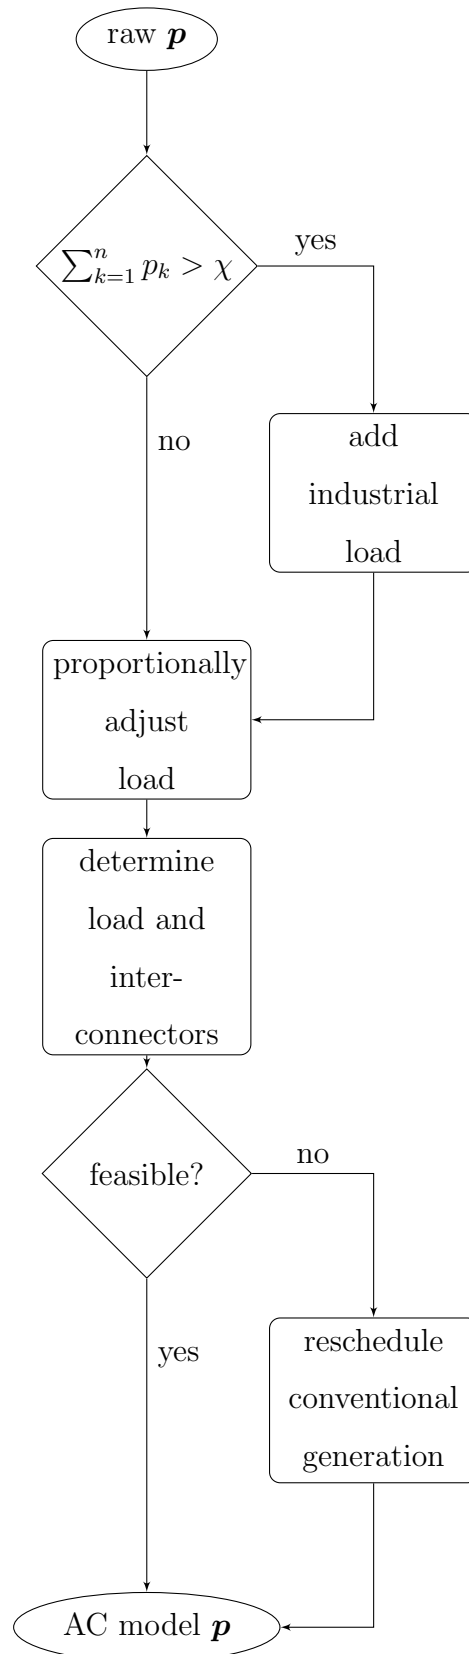 raw p
∑_{k=1}^{n} p_k > χ
yes
no
add
industrial
load
proportionally
adjust
load
determine
load and
inter-
connectors
feasible?
no
yes
reschedule
conventional
generation
AC model p